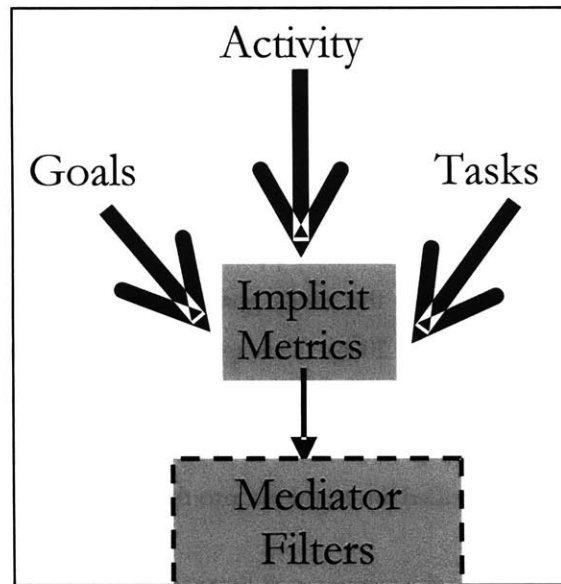 Activity
Goals
Tasks
Implicit
Metrics
Mediator
Filters